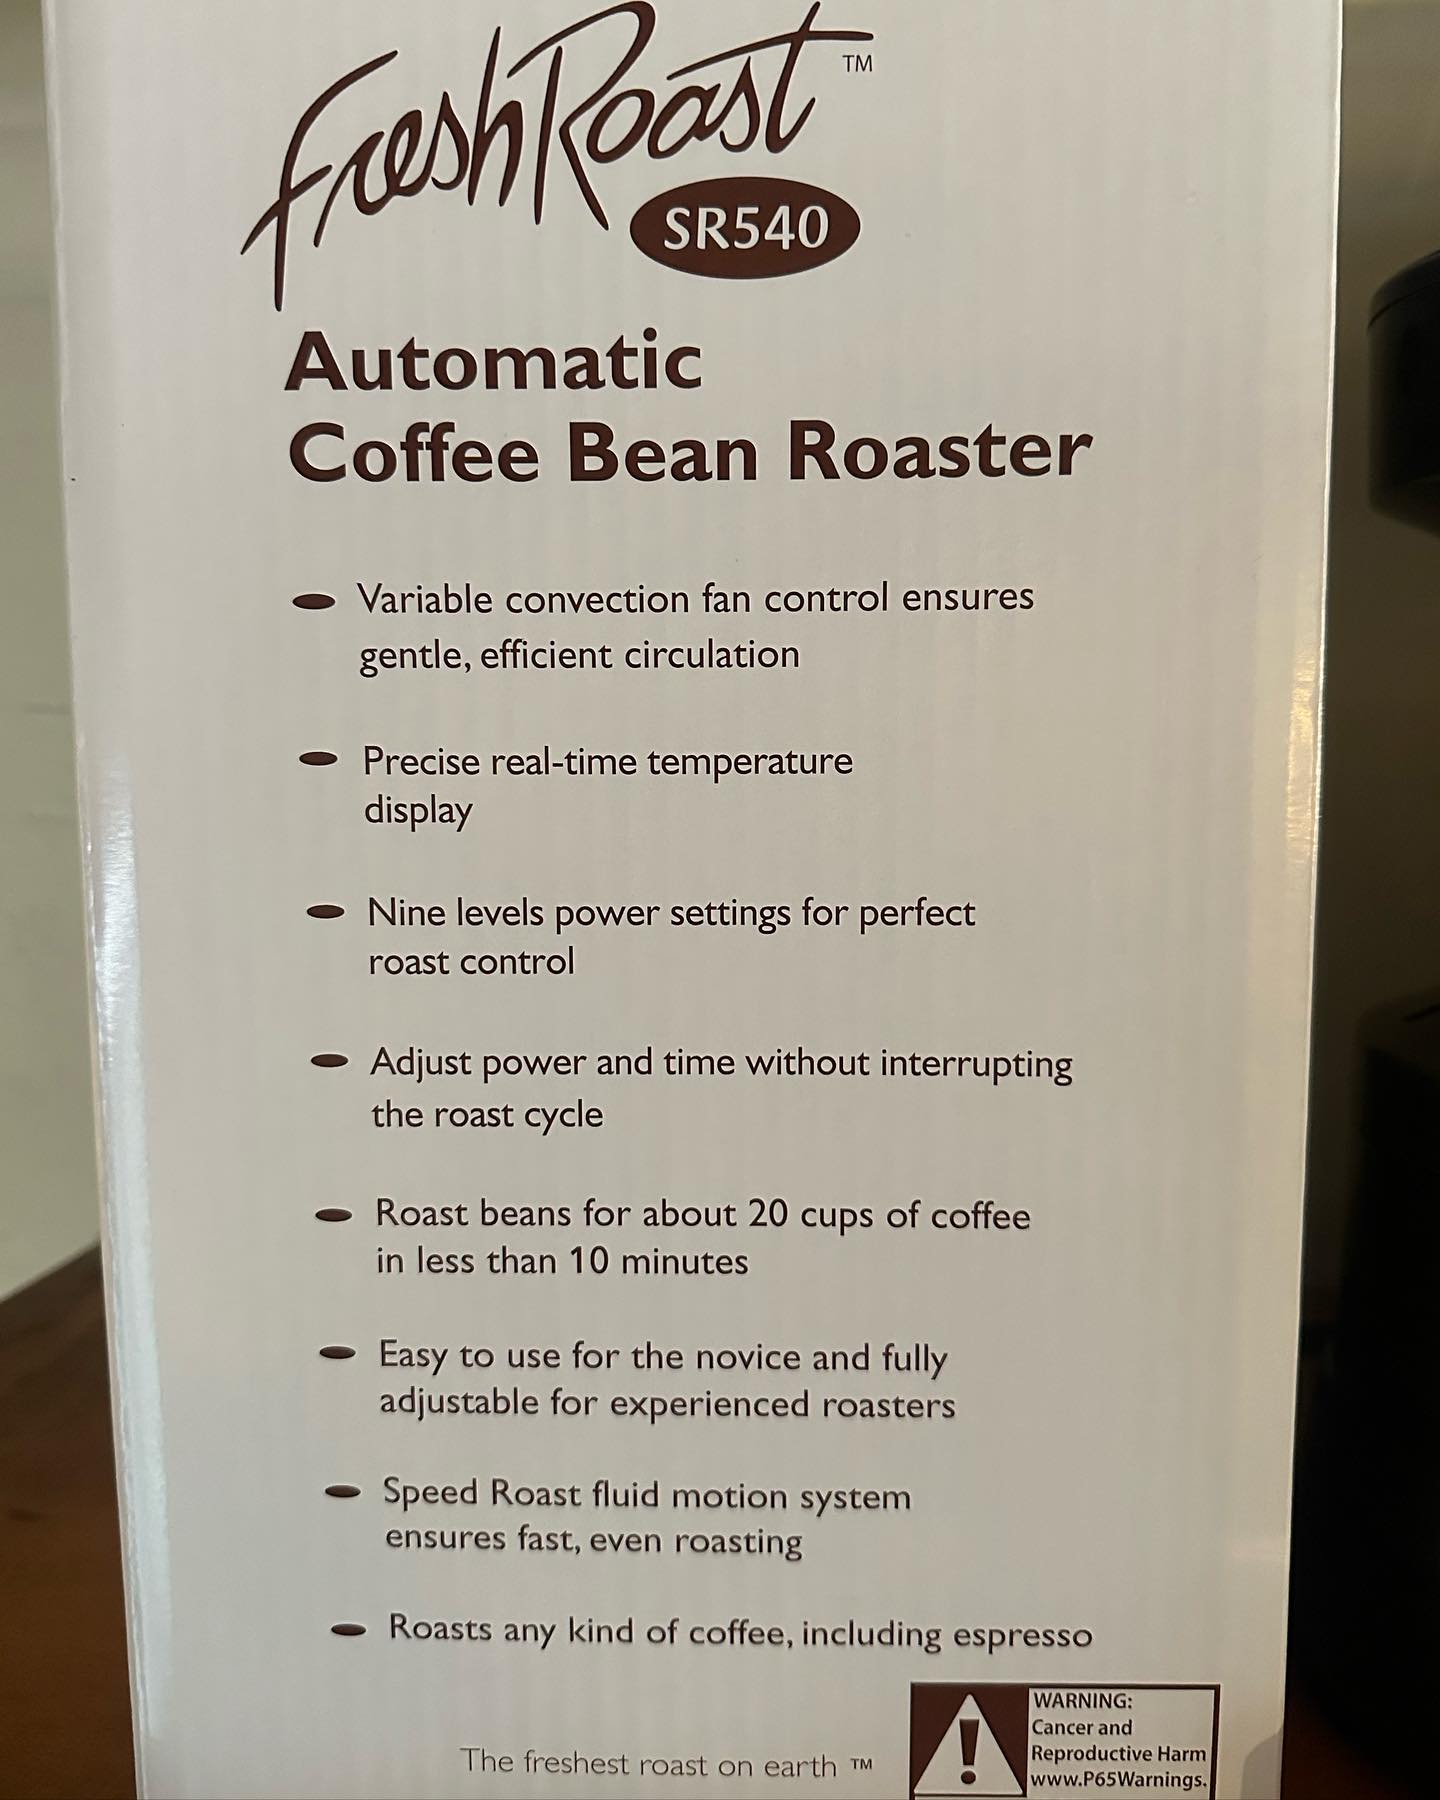 FreshRoast™
SR540
Automatic
Coffee Bean Roaster
Variable convection fan control ensures
gentle, efficient circulation
Precise real-time temperature
display
Nine levels power settings for perfect
roast control
Adjust power and time without interrupting
the roast cycle
Roast beans for about 20 cups of coffee
in less than 10 minutes
Easy to use for the novice and fully
adjustable for experienced roasters
Speed Roast fluid motion system
ensures fast, even roasting
Roasts any kind of coffee, including espresso
The freshest roast on earth ™
WARNING:
Cancer and
Reproductive Harm
www.P65Warnings.